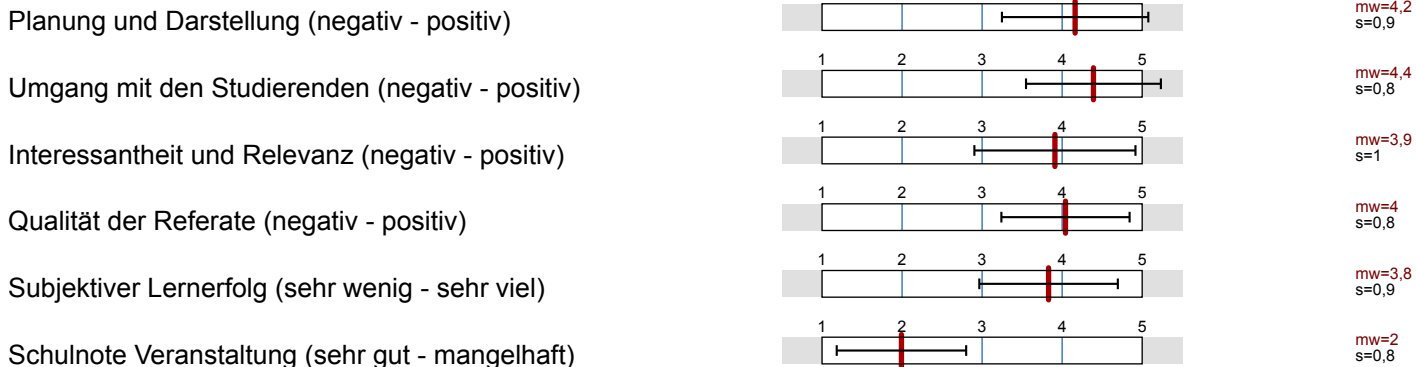 Planung und Darstellung (negativ - positiv)
mw=4,2
s=0,9
1 2 3 4 5
Umgang mit den Studierenden (negativ - positiv)
mw=4,4
s=0,8
1 2 3 4 5
Interessantheit und Relevanz (negativ - positiv)
mw=3,9
s=1
1 2 3 4 5
Qualität der Referate (negativ - positiv)
mw=4
s=0,8
1 2 3 4 5
Subjektiver Lernerfolg (sehr wenig - sehr viel)
mw=3,8
s=0,9
1 2 3 4 5
Schulnote Veranstaltung (sehr gut - mangelhaft)
mw=2
s=0,8